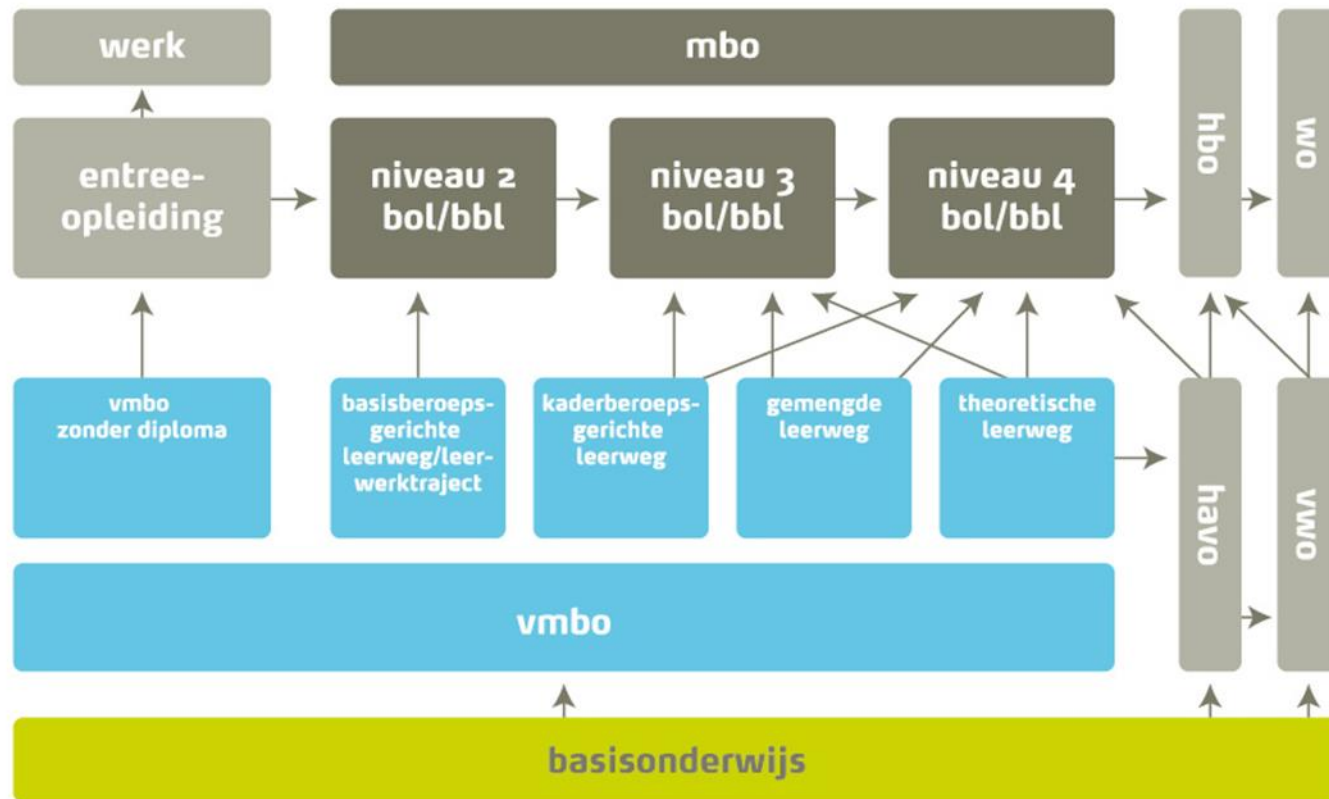 werk
mbo
hbo
wo
entree-
opleiding
niveau 2
bol/bbl
niveau 3
bol/bbl
niveau 4
bol/bbl
vmbo
zonder diploma
basisberoeps-
gerichte
leerweg/leer-
werktraject
kaderberoeps-
gerichte
leerweg
gemengde
leerweg
theoretische
leerweg
havo
vwo
vmbo
basisonderwijs